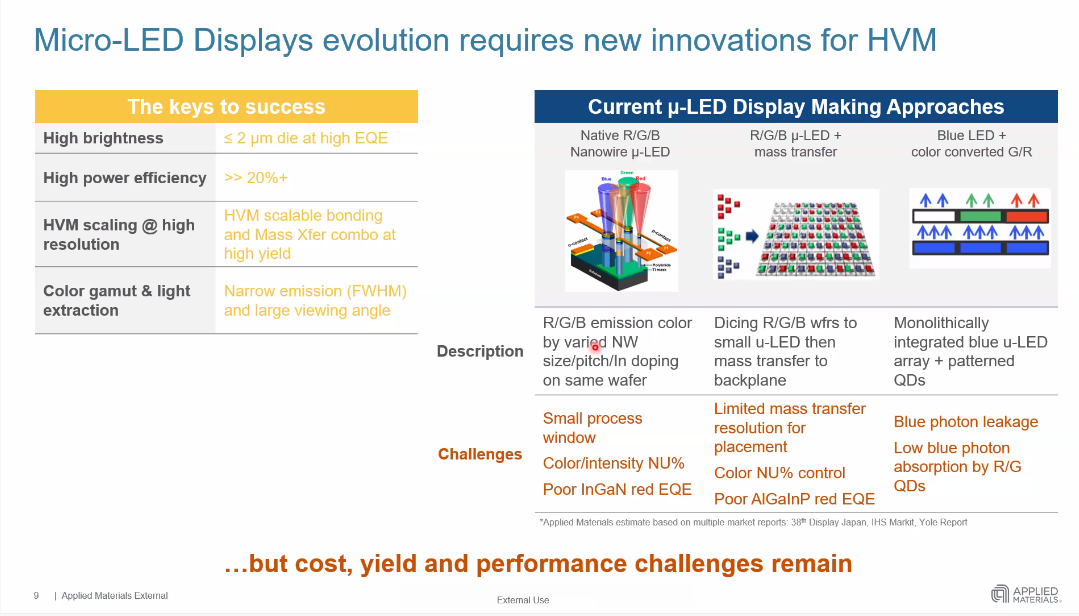 Micro-LED Displays evolution requires new innovations for HVM
The keys to success
High brightness
≤ 2 μm die at high EQE
High power efficiency
>> 20%+
HVM scaling @ high
resolution
HVM scalable bonding
and Mass Xfer combo at
high yield
Color gamut & light
extraction
Narrow emission (FWHM)
and large viewing angle
Current μ-LED Display Making Approaches
Native R/G/B
Nanowire μ-LED
R/G/B μ-LED +
mass transfer
Blue LED +
color converted G/R
Green
Blue
Red
p-contact
n-contact
Polyimide
Ti mask
Description
R/G/B emission color
by varied NW
size/pitch/In doping
on same wafer
Dicing R/G/B wfrs to
small u-LED then
mass transfer to
backplane
Monolithically
integrated blue u-LED
array + patterned
QDs
Challenges
Small process
window
Color/intensity NU%
Poor InGaN red EQE
Limited mass transfer
resolution for
placement
Color NU% control
Poor AlGaInP red EQE
Blue photon leakage
Low blue photon
absorption by R/G
QDs
*Applied Materials estimate based on multiple market reports: 38th Display Japan, IHS Markit, Yole Report
…but cost, yield and performance challenges remain
9 | Applied Materials External
External Use
APPLIED
MATERIALS.